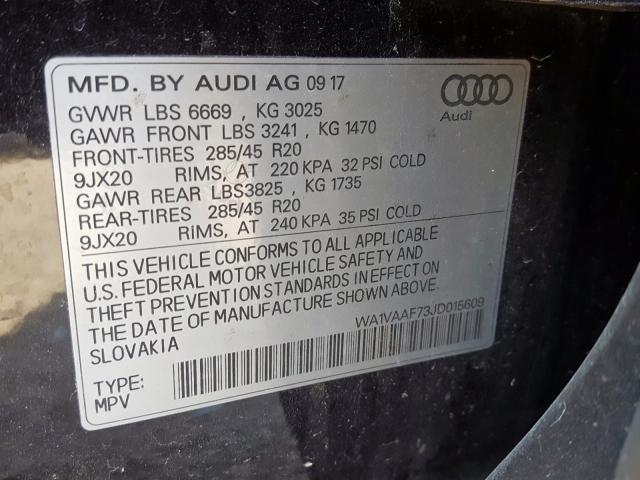 MFD. BY AUDI AG 09 17
Audi
GVWR LBS 6669 , KG 3025
GAWR FRONT LBS 3241 , KG 1470
FRONT-TIRES 285/45 R20
9JX20 RIMS, AT 220 KPA 32 PSI COLD
GAWR REAR LBS3825 , KG 1735
REAR-TIRES 285/45 R20
9JX20 RIMS, AT 240 KPA 35 PSI COLD
THIS VEHICLE CONFORMS TO ALL APPLICABLE
U.S. FEDERAL MOTOR VEHICLE SAFETY AND
THEFT PREVENTION STANDARDS IN EFFECT ON
THE DATE OF MANUFACTURE SHOWN ABOVE.
SLOVAKIA
WA1VAAF73JD015609
TYPE:
MPV